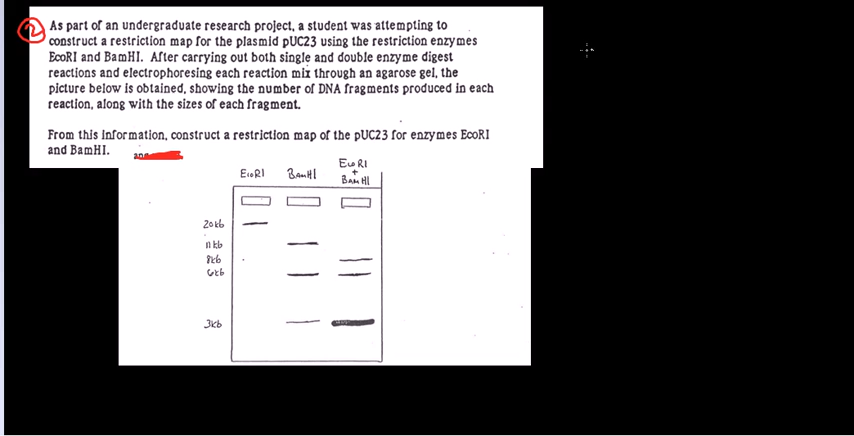 2 As part of an undergraduate research project, a student was attempting to
construct a restriction map for the plasmid pUC23 using the restriction enzymes
EcoRI and BamHI. After carrying out both single and double enzyme digest
reactions and electrophoresing each reaction mix through an agarose gel, the
picture below is obtained, showing the number of DNA fragments produced in each
reaction, along with the sizes of each fragment.
From this information, construct a restriction map of the pUC23 for enzymes EcoRI
and BamHI.
EcoRI BamHI EcoRI
+
BamHI
20kb
11kb
8kb
6kb
3kb